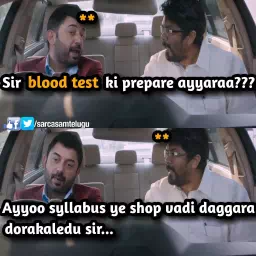 **
Sir blood test ki prepare ayyaraa???
/sarcasamtelugu
**
Ayyoo syllabus ye shop vadi daggara
dorakaledu sir...